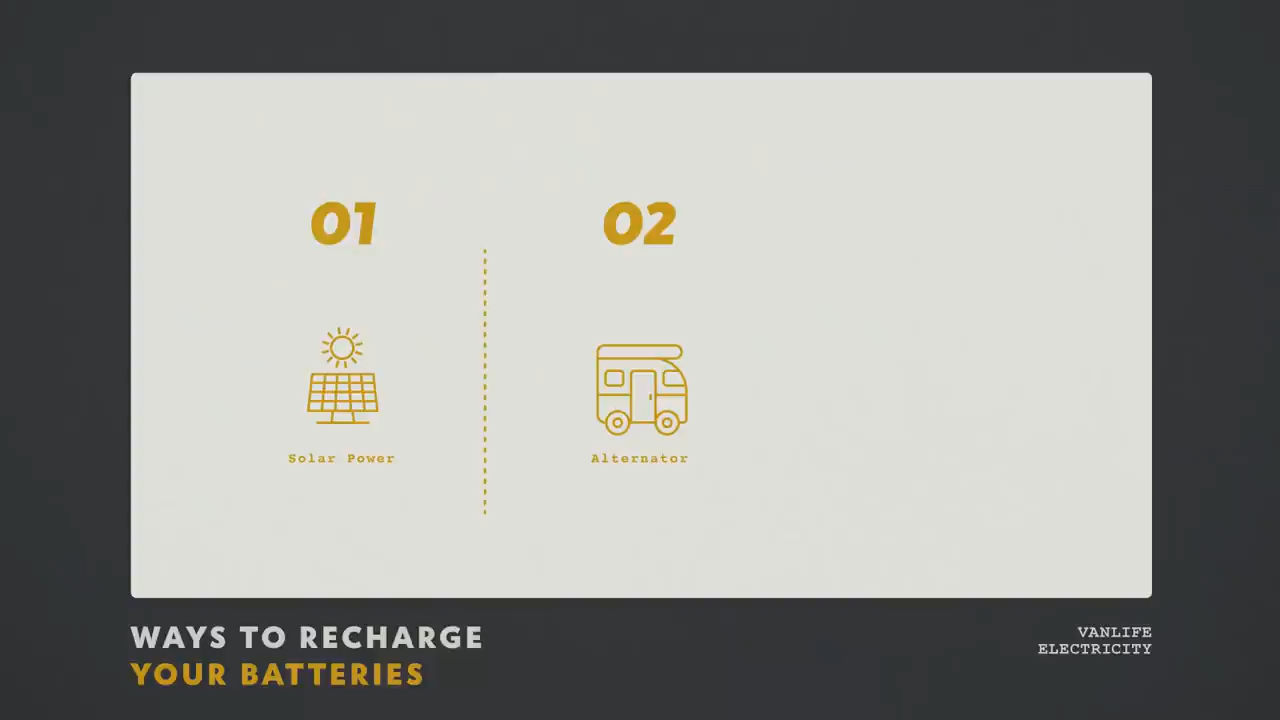 01
Solar Power
02
Alternator
WAYS TO RECHARGE
YOUR BATTERIES
VANLIFE
ELECTRICITY